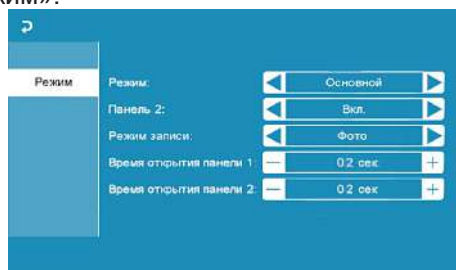 ким».
Режим
Режим: Основной
Панель 2: Вкл.
Режим записи: Фото
Время открытия панели 1: 02 сек
Время открытия панели 2: 02 сек